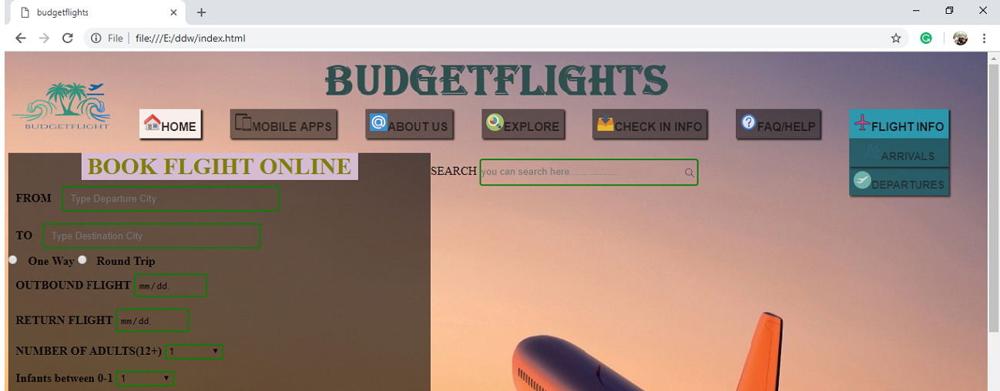 budgetflights
File file:///E:/ddw/index.html
BUDGETFLIGHTS
BUDGETFLIGHT
HOME MOBILE APPS ABOUT US EXPLORE CHECK IN INFO FAQ/HELP FLIGHT INFO
ARRIVALS
DEPARTURES
BOOK FLGIHT ONLINE
SEARCH you can search here..................
FROM Type Departure City
TO Type Destination City
One Way Round Trip
OUTBOUND FLIGHT mm/dd
RETURN FLIGHT mm/dd
NUMBER OF ADULTS(12+) 1
Infants between 0-1 1